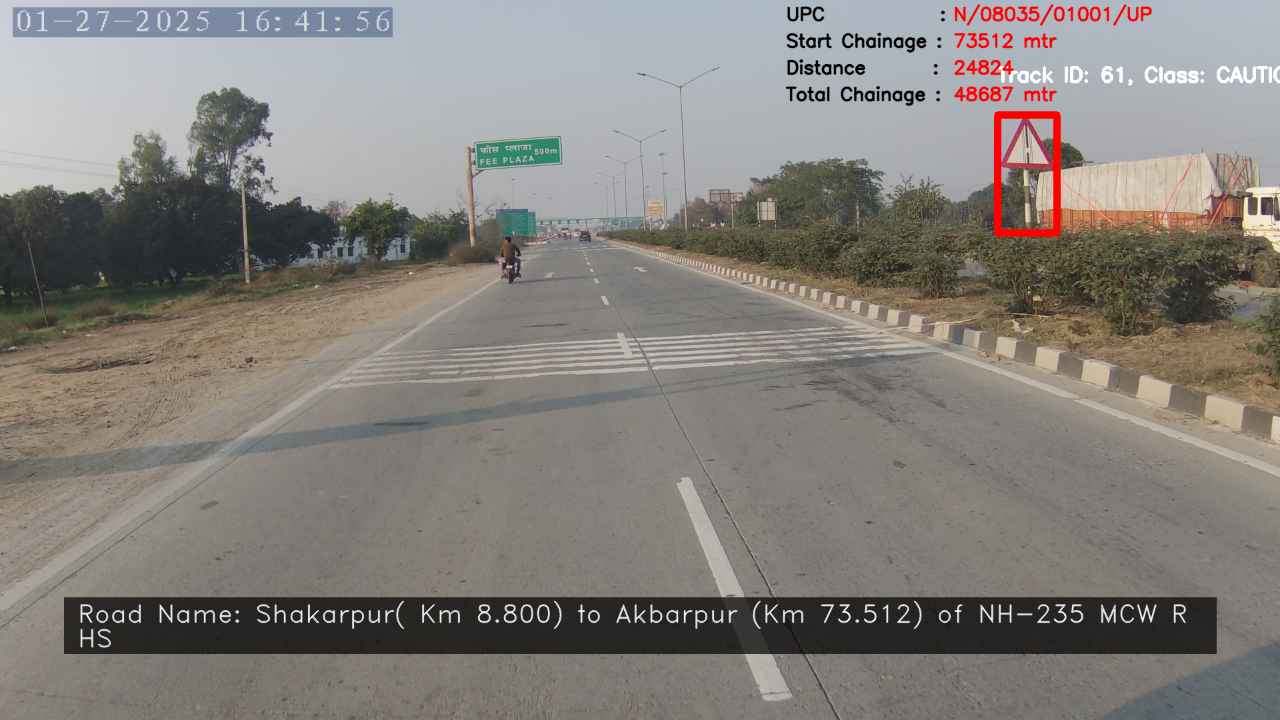 01-27-2025 16:41:56
UPC : N/08035/01001/UP
Start Chainage : 73512 mtr
Distance : 24824
Track ID: 61, Class: CAUTIO
Total Chainage : 48687 mtr
फीस प्लाजा 500m
FEE PLAZA
Road Name: Shakarpur( Km 8.800) to Akbarpur (Km 73.512) of NH-235 MCW R
HS